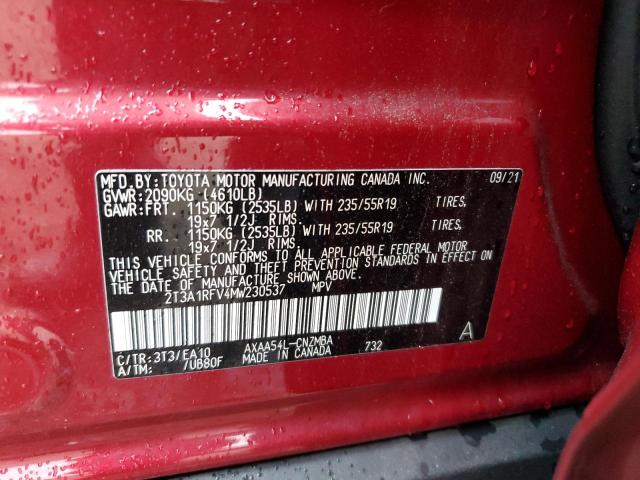 MFD.BY:TOYOTA MOTOR MANUFACTURING CANADA INC. 09/21
GVWR:2090KG (4610LB)
GAWR:FRT. 1150KG (2535LB) WITH 235/55R19 TIRES.
19x7 1/2J RIMS.
RR. 1150KG (2535LB) WITH 235/55R19 TIRES.
19x7 1/2J RIMS.
THIS VEHICLE CONFORMS TO ALL APPLICABLE FEDERAL MOTOR
VEHICLE SAFETY AND THEFT PREVENTION STANDARDS IN EFFECT ON
THE DATE OF MANUFACTURE SHOWN ABOVE.
2T3A1RFV4MW230537 MPV
A
C/TR:3T3/EA10 AXAA54L-CNZMBA 732
A/TM: /UB80F MADE IN CANADA